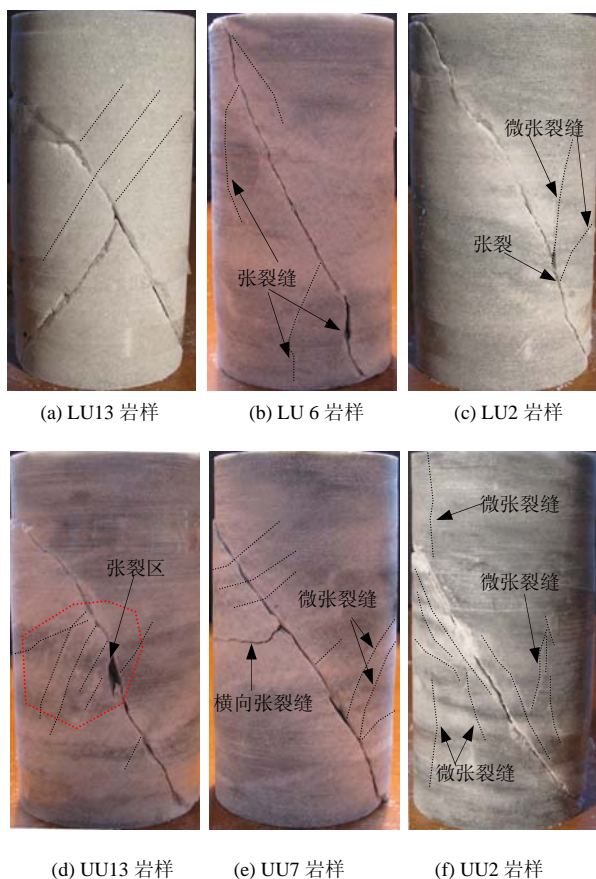 微张裂缝
张裂
张裂缝
(a) LU13 岩样
(b) LU 6 岩样
(c) LU2 岩样
张裂区
微张裂缝
横向张裂缝
微张裂缝
微张裂缝
微张裂缝
(d) UU13 岩样
(e) UU7 岩样
(f) UU2 岩样